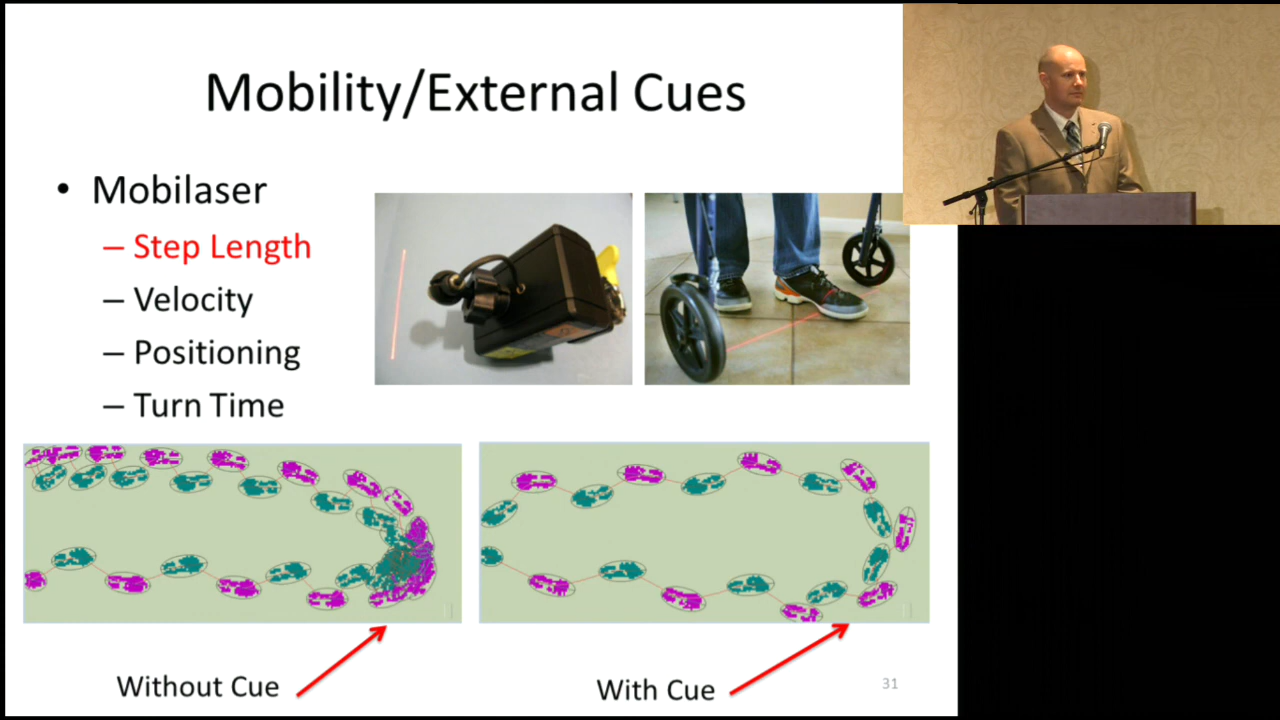 Mobility/External Cues
• Mobilaser
– Step Length
– Velocity
– Positioning
– Turn Time
Without Cue
With Cue
31